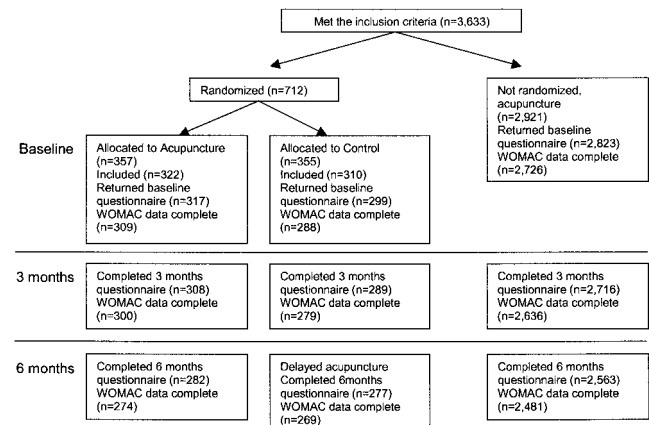 Met the inclusion criteria (n=3,633)
Randomized (n=712)
Not randomized,
acupuncture
(n=2,921)
Returned baseline
questionnaire (n=2,823)
WOMAC data complete
(n=2,726)
Baseline
Allocated to Acupuncture
(n=357)
Included (n=322)
Returned baseline
questionnaire (n=317)
WOMAC data complete
(n=309)
Allocated to Control
(n=355)
Included (n=310)
Returned baseline
questionnaire (n=299)
WOMAC data complete
(n=288)
3 months
Completed 3 months
questionnaire (n=308)
WOMAC data complete
(n=300)
Completed 3 months
questionnaire (n=289)
WOMAC data complete
(n=279)
Completed 3 months
questionnaire (n=2,716)
WOMAC data complete
(n=2,636)
6 months
Completed 6 months
questionnaire (n=282)
WOMAC data complete
(n=274)
Delayed acupuncture
Completed 6months
questionnaire (n=277)
WOMAC data complete
(n=269)
Completed 6 months
questionnaire (n=2,563)
WOMAC data complete
(n=2,481)